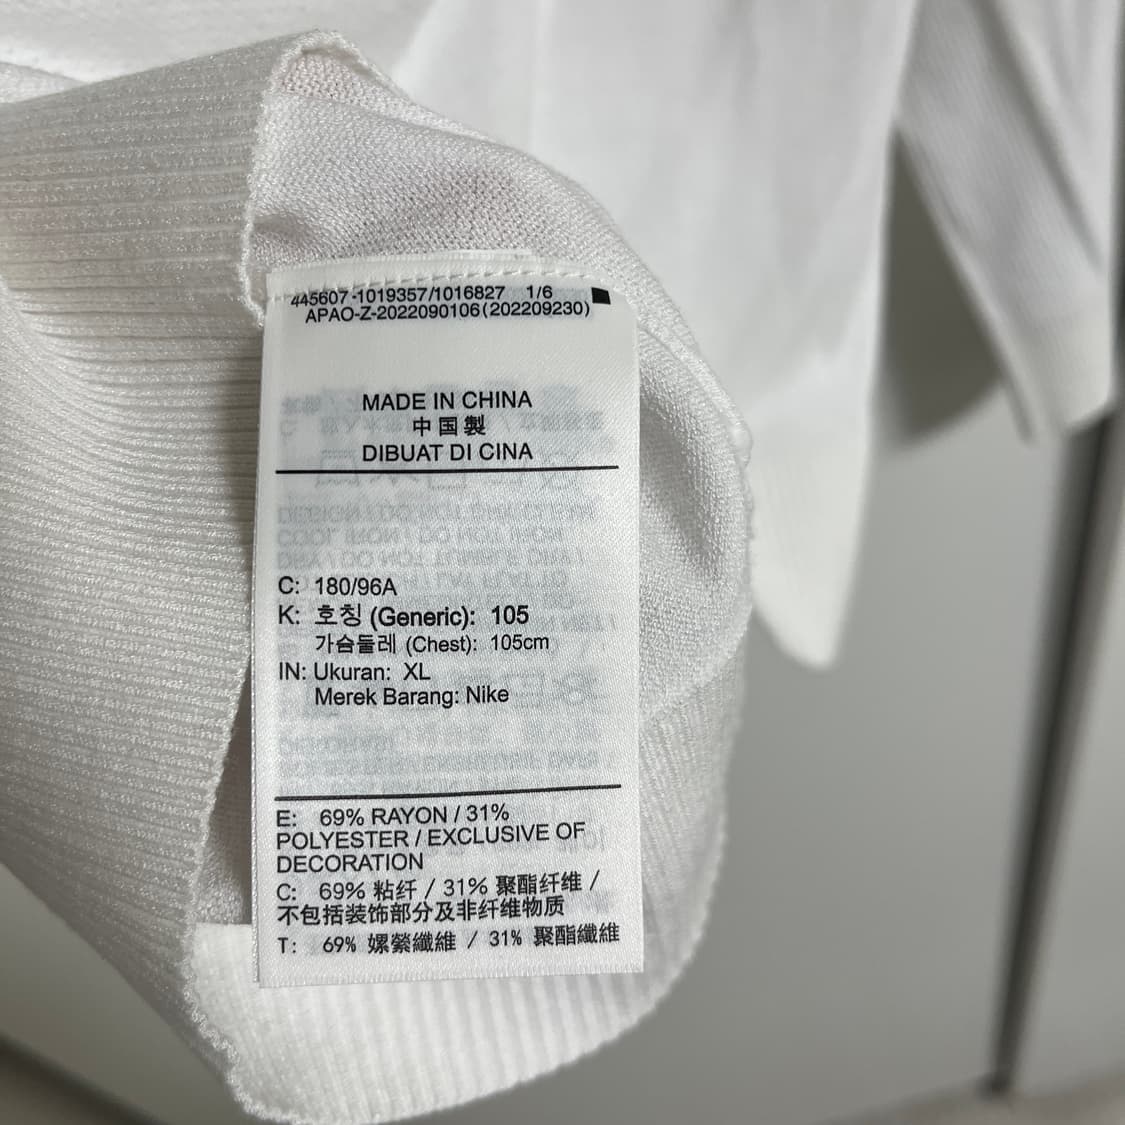 445607-1019357/1016827 1/6
APAO-Z-2022090106(202209230)
MADE IN CHINA
中国製
DIBUAT DI CINA
C: 180/96A
K: 호칭 (Generic): 105
가슴둘레 (Chest): 105cm
IN: Ukuran: XL
Merek Barang: Nike
E: 69% RAYON / 31%
POLYESTER / EXCLUSIVE OF
DECORATION
C: 69% 粘纤 / 31% 聚酯纤维 /
不包括装饰部分及非纤维物质
T: 69% 嫘縈纖維 / 31% 聚酯纖維